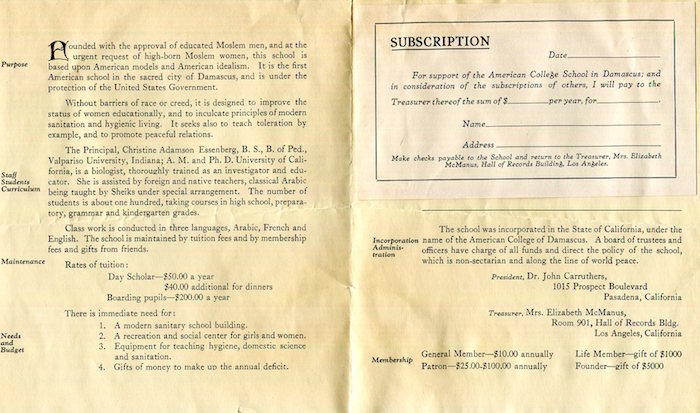 Purpose
Founded with the approval of educated Moslem men, and at the
urgent request of high-born Moslem women, this school is
based upon American models and American idealism. It is the first
American school in the sacred city of Damascus, and is under
the protection of the United States Government.
Without barriers of race or creed, it is designed to improve the
status of women educationally, and to inculcate principles of modern
sanitation and hygienic living. It seeks also to teach toleration by
example, and to promote peaceful relations.
Staff
Students
Curriculum
The Principal, Christine Adamson Essenberg, B. S., B. of Ped.,
Valpariso University, Indiana; A. M. and Ph. D. University of Cali-
fornia, is a biologist, thoroughly trained as an investigator and edu-
cator. She is assisted by foreign and native teachers, classical Arabic
being taught by Sheiks under special arrangement. The number of
students is about one hundred, taking courses in high school, prepara-
tory, grammar and kindergarten grades.
Class work is conducted in three languages, Arabic, French and
English. The school is maintained by tuition fees and by membership
fees and gifts from friends.
Maintenance
Rates of tuition:
Day Scholar—$50.00 a year
$40.00 additional for dinners
Boarding pupils—$200.00 a year
Needs
and
Budget
There is immediate need for:
1. A modern sanitary school building.
2. A recreation and social center for girls and women.
3. Equipment for teaching hygiene, domestic science
and sanitation.
4. Gifts of money to make up the annual deficit.
SUBSCRIPTION
Date
For support of the American College School in Damascus; and
in consideration of the subscriptions of others, I will pay to the
Treasurer thereof the sum of $ per year, for .
Name
Address
Make checks payable to the School and return to the Treasurer, Mrs. Elizabeth
McManus, Hall of Records Building, Los Angeles.
Incorporation
Adminis-
tration
The school was incorporated in the State of California, under the
name of the American College of Damascus. A board of trustees and
officers have charge of all funds and direct the policy of the school,
which is non-sectarian and along the line of world peace.
President, Dr. John Carruthers,
1015 Prospect Boulevard
Pasadena, California
Treasurer, Mrs. Elizabeth McManus,
Room 901, Hall of Records Bldg.
Los Angeles, California
Membership
General Member—$10.00 annually Life Member—gift of $1000
Patron—$25.00-$100.00 annually Founder—gift of $5000